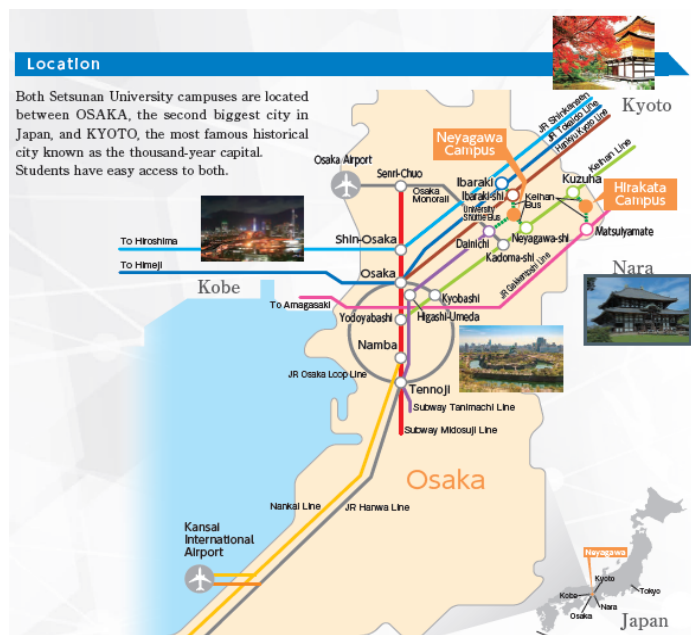 Location
Both Setsunan University campuses are located
between OSAKA, the second biggest city in
Japan, and KYOTO, the most famous historical
city known as the thousand-year capital.
Students have easy access to both.
Kyoto
JR Shinkansen
JR Tokaido Line
Hankyu Kyoto Line
Keihan Line
Neyagawa
Campus
Osaka Airport
Senri-Chuo
Osaka
Monorail
Ibaraki
Ibaraki-shi
Kuzuha
Keihan
Bus
Hirakata
Campus
University
Shuttle Bus
Dainichi
Neyagawa-shi
Matsuiyamate
Kadoma-shi
Shin-Osaka
To Hiroshima
To Himeji
Osaka
JR Gakkentoshi Line
Nara
Kobe
To Amagasaki
Kyobashi
Yodoyabashi
Higashi-Umeda
Namba
JR Osaka Loop Line
Tennoji
Subway Tanimachi Line
Subway Midosuji Line
Osaka
Nankai Line
JR Hanwa Line
Kansai
International
Airport
Neyagawa
Kyoto
Tokyo
Kobe
Nara
Osaka
Japan